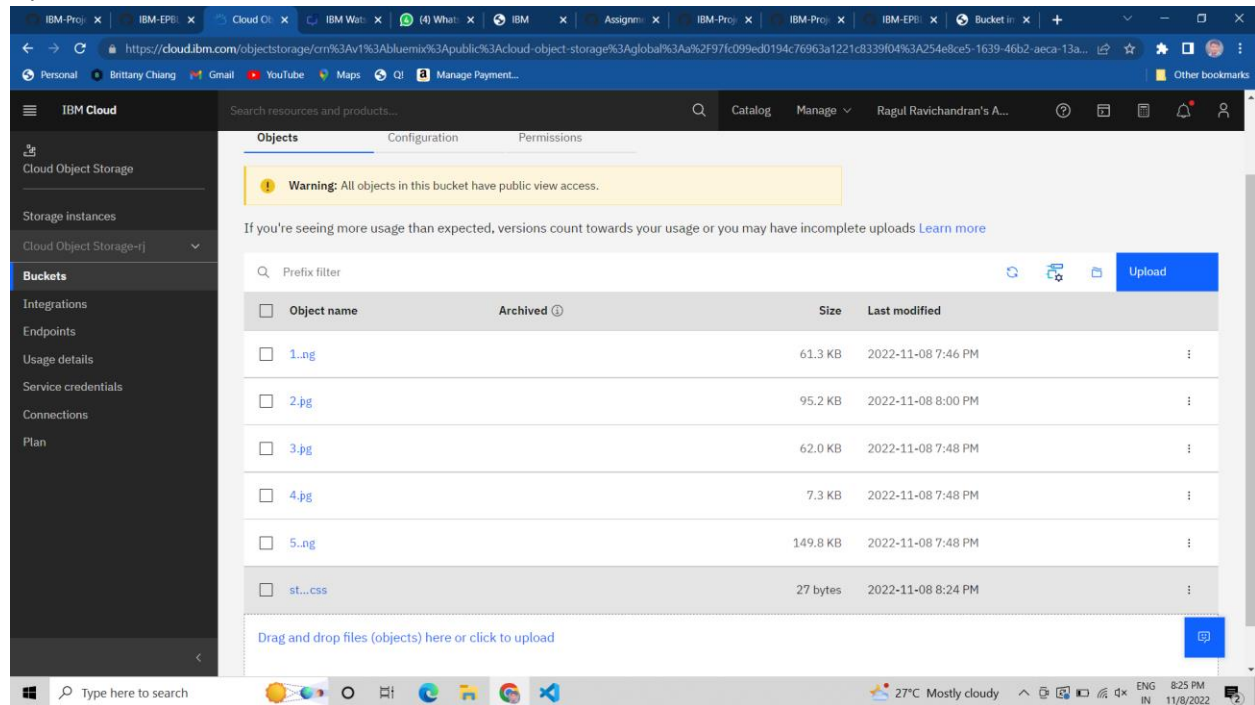 IBM-Proj IBM-EPBL Cloud Ob IBM Wats (4) Whats IBM Assignme IBM-Proj IBM-Proj IBM-EPBL Bucket in
https://cloud.ibm.com/objectstorage/crn%3Av1%3Abluemix%3Apublic%3Acloud-object-storage%3Aglobal%3Aa%2F97fc099ed0194c76963a1221c8339f04%3A254e8ce5-1639-46b2-aeca-13a...
Personal Brittany Chiang Gmail YouTube Maps Q! Manage Payment... Other bookmarks
IBM Cloud Search resources and products... Catalog Manage Ragul Ravichandran's A...
Objects Configuration Permissions
Cloud Object Storage
Warning: All objects in this bucket have public view access.
Storage instances
If you're seeing more usage than expected, versions count towards your usage or you may have incomplete uploads Learn more
Cloud Object Storage-rj
Buckets
Prefix filter Upload
Integrations
Object name Archived Size Last modified
Endpoints
1..ng 61.3 KB 2022-11-08 7:46 PM
Usage details
Service credentials
2.pg 95.2 KB 2022-11-08 8:00 PM
Connections
Plan
3.pg 62.0 KB 2022-11-08 7:48 PM
4.pg 7.3 KB 2022-11-08 7:48 PM
5..ng 149.8 KB 2022-11-08 7:48 PM
st...css 27 bytes 2022-11-08 8:24 PM
Drag and drop files (objects) here or click to upload
Type here to search 27°C Mostly cloudy ENG 8:25 PM
IN 11/8/2022 2